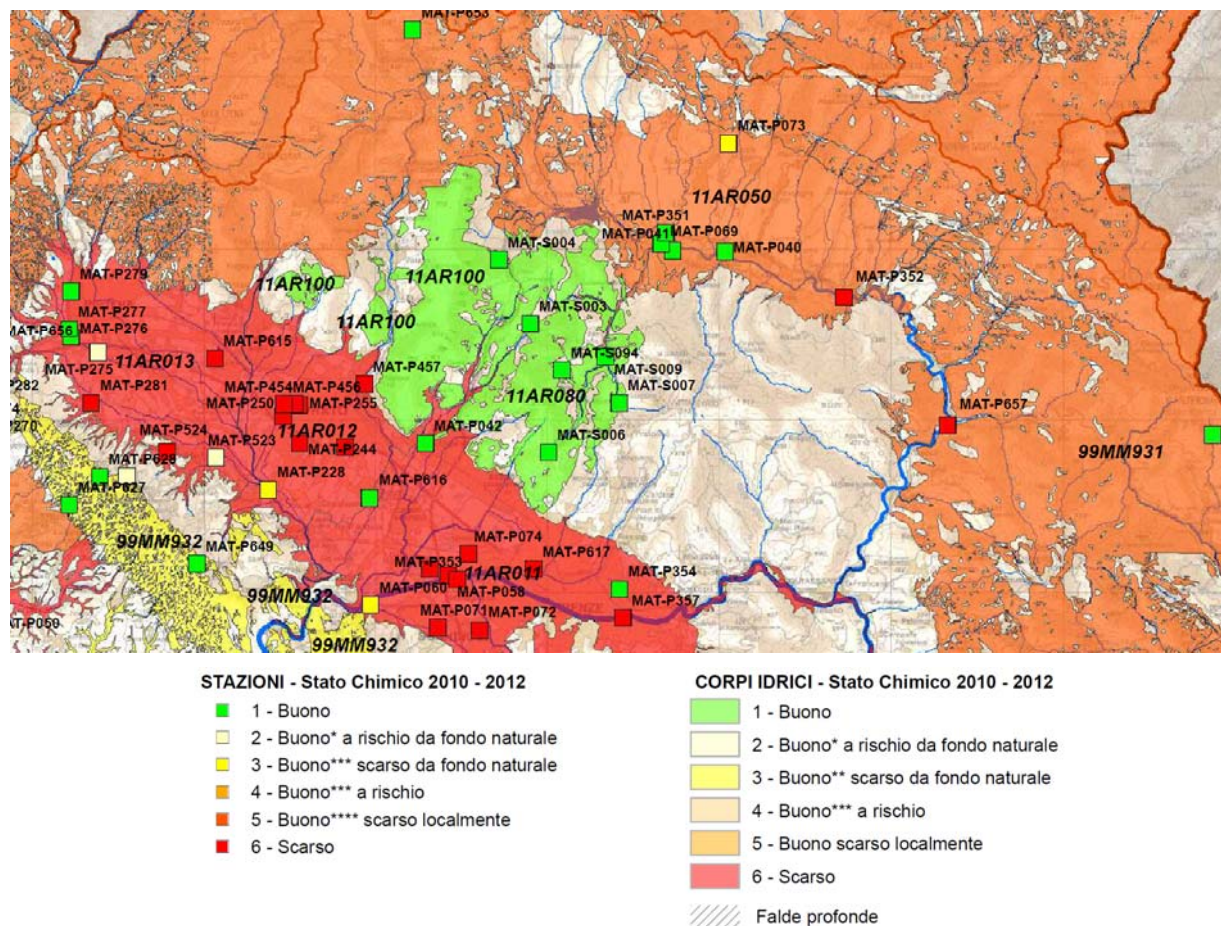 MAT-P653
MAT-P073
11AR050
MAT-P351
MAT-P041
MAT-P069
MAT-P040
MAT-S004
MAT-P352
MAT-P279
11AR100
11AR100
11AR100
MAT-P277
MAT-S003
MAT-P656
MAT-P276
11AR013
MAT-P615
MAT-S094
MAT-P275
MAT-P457
MAT-S009
P282
MAT-P281
MAT-P454
MAT-P456
MAT-S007
11AR080
MAT-P250
MAT-P255
MAT-P657
MAT-P524
MAT-P523
11AR012
MAT-P042
MAT-P244
MAT-S006
99MM931
MAT-P628
MAT-P228
MAT-P627
MAT-P616
99MM932
MAT-P649
MAT-P074
MAT-P617
MAT-P353
11AR011
MAT-P354
99MM932
MAT-P060
MAT-P058
MAT-P357
MAT-P071
MAT-P072
99MM932
STAZIONI - Stato Chimico 2010 - 2012
1 - Buono
2 - Buono* a rischio da fondo naturale
3 - Buono*** scarso da fondo naturale
4 - Buono*** a rischio
5 - Buono**** scarso localmente
6 - Scarso
CORPI IDRICI - Stato Chimico 2010 - 2012
1 - Buono
2 - Buono* a rischio da fondo naturale
3 - Buono** scarso da fondo naturale
4 - Buono*** a rischio
5 - Buono scarso localmente
6 - Scarso
Falde profonde